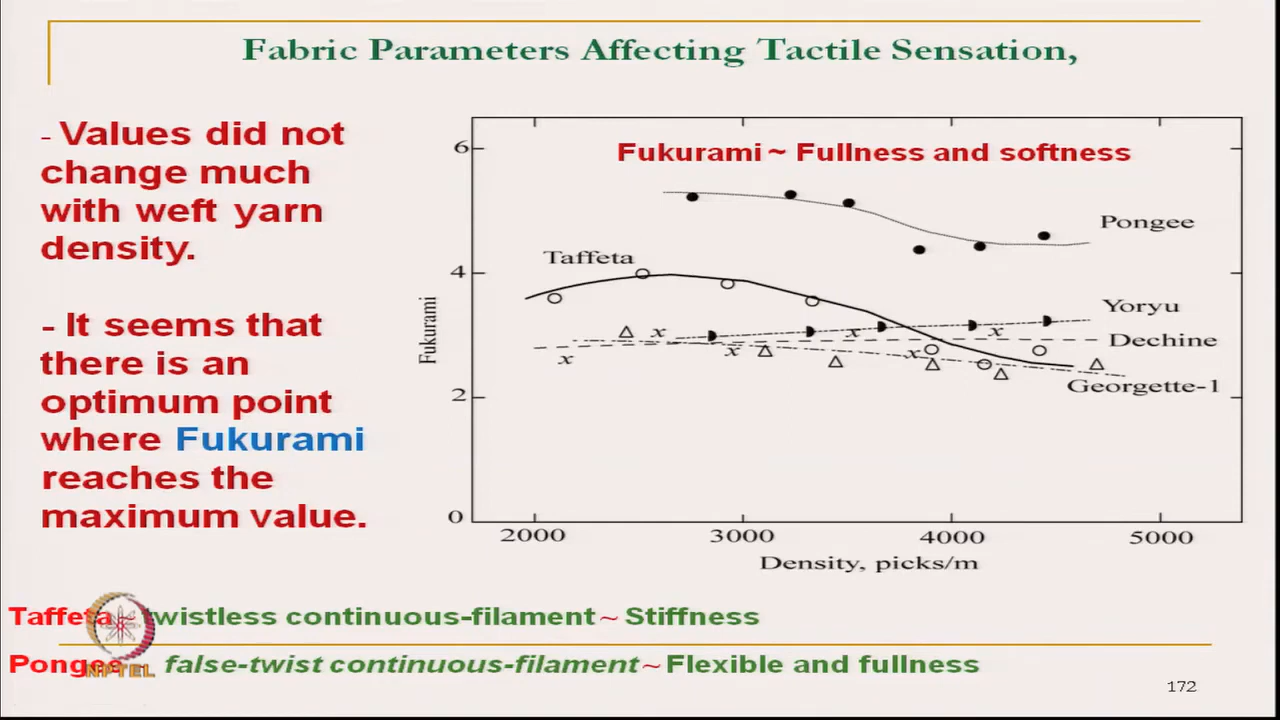 Fabric Parameters Affecting Tactile Sensation,
- Values did not
change much
with weft yarn
density.
- It seems that
there is an
optimum point
where Fukurami
reaches the
maximum value.
Fukurami ~ Fullness and softness
6
4
2
0
Fukurami
Pongee
Taffeta
Yoryu
Dechine
Georgette-1
2000 3000 4000 5000
Density, picks/m
Taffeta ~ twistless continuous-filament ~ Stiffness
Pongee ~ false-twist continuous-filament ~ Flexible and fullness
NPTEL
172